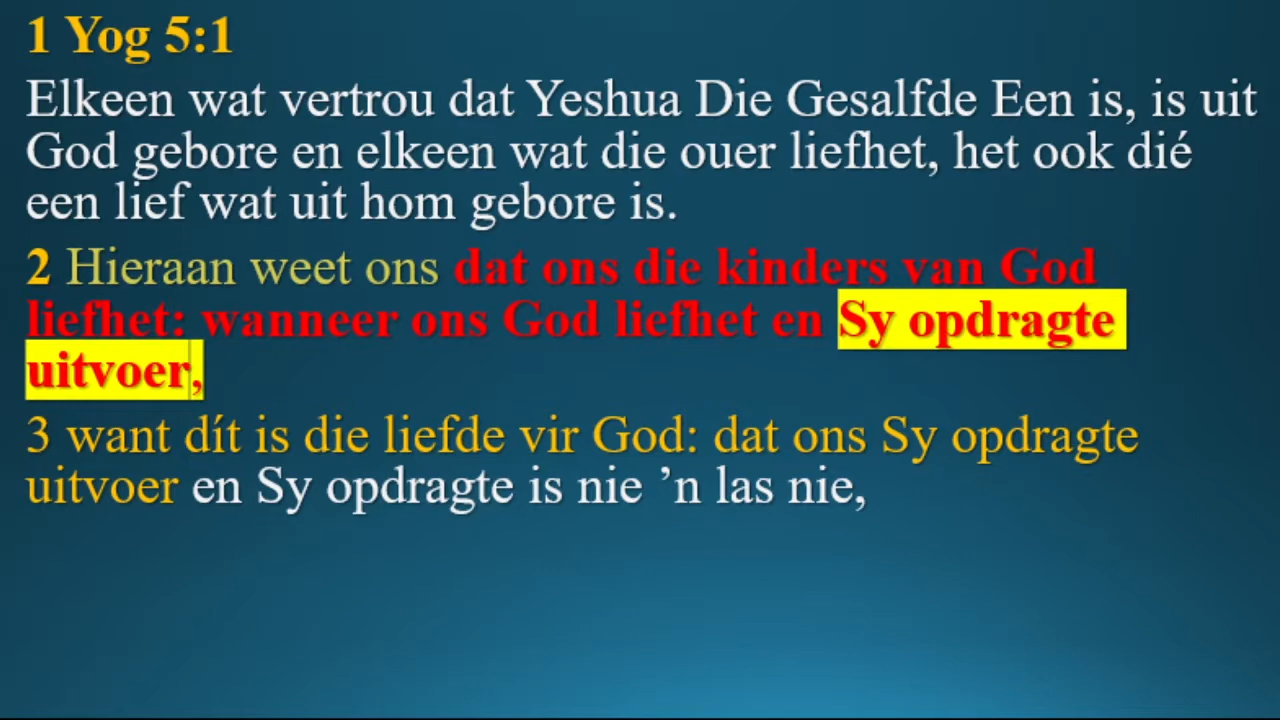 1 Yog 5:1
Elkeen wat vertrou dat Yeshua Die Gesalfde Een is, is uit
God gebore en elkeen wat die ouer liefhet, het ook dié
een lief wat uit hom gebore is.
2 Hieraan weet ons dat ons die kinders van God
liefhet: wanneer ons God liefhet en Sy opdragte
uitvoer,
3 want dít is die liefde vir God: dat ons Sy opdragte
uitvoer en Sy opdragte is nie ’n las nie,